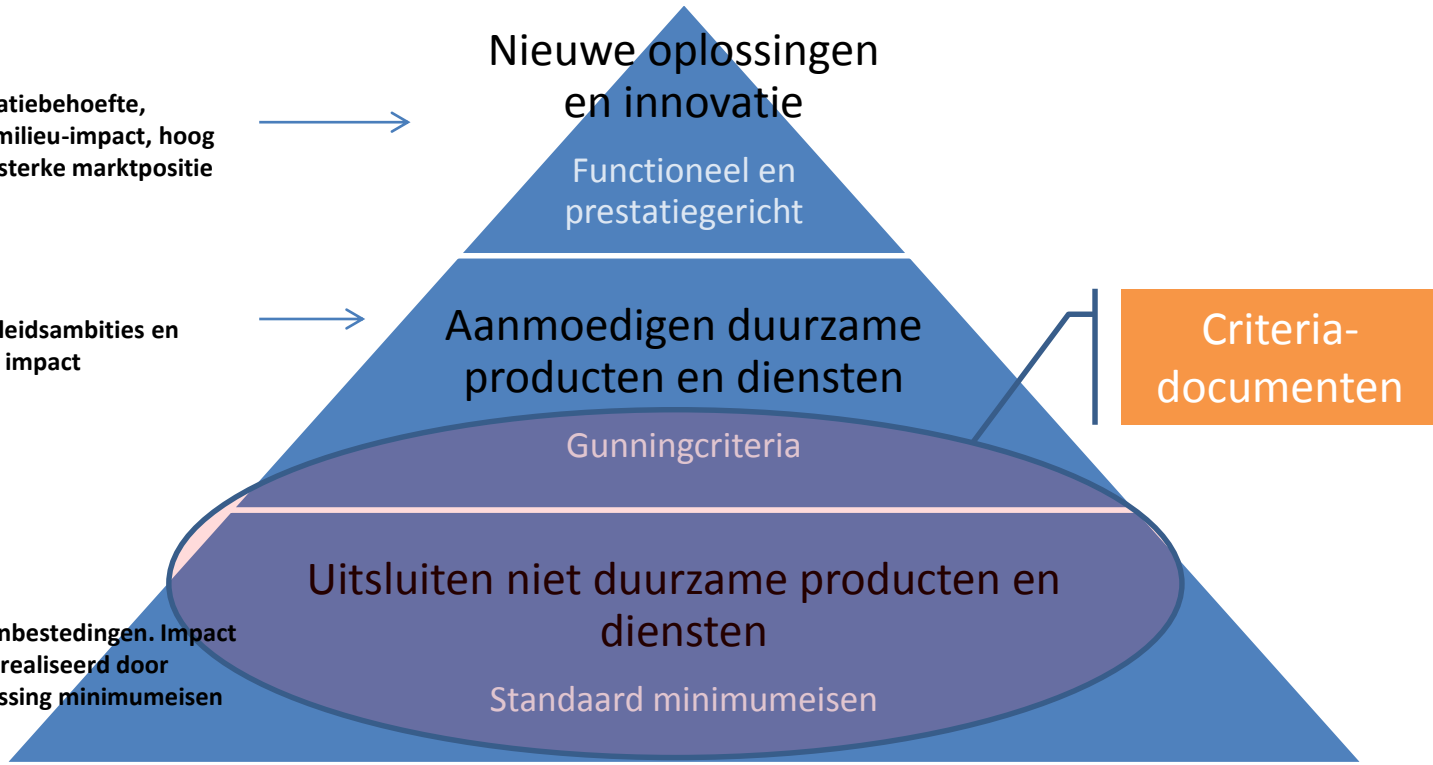 Nieuwe oplossingen
en innovatie
Functioneel en
prestatiegericht
atiebehoefte,
milieu-impact, hoog
sterke marktpositie
Aanmoedigen duurzame
producten en diensten
Gunningcriteria
leidsambities en
impact
Criteria-
documenten
Uitsluiten niet duurzame producten en
diensten
Standaard minimumeisen
nbestedingen. Impact
realiseerd door
ssing minimumeisen